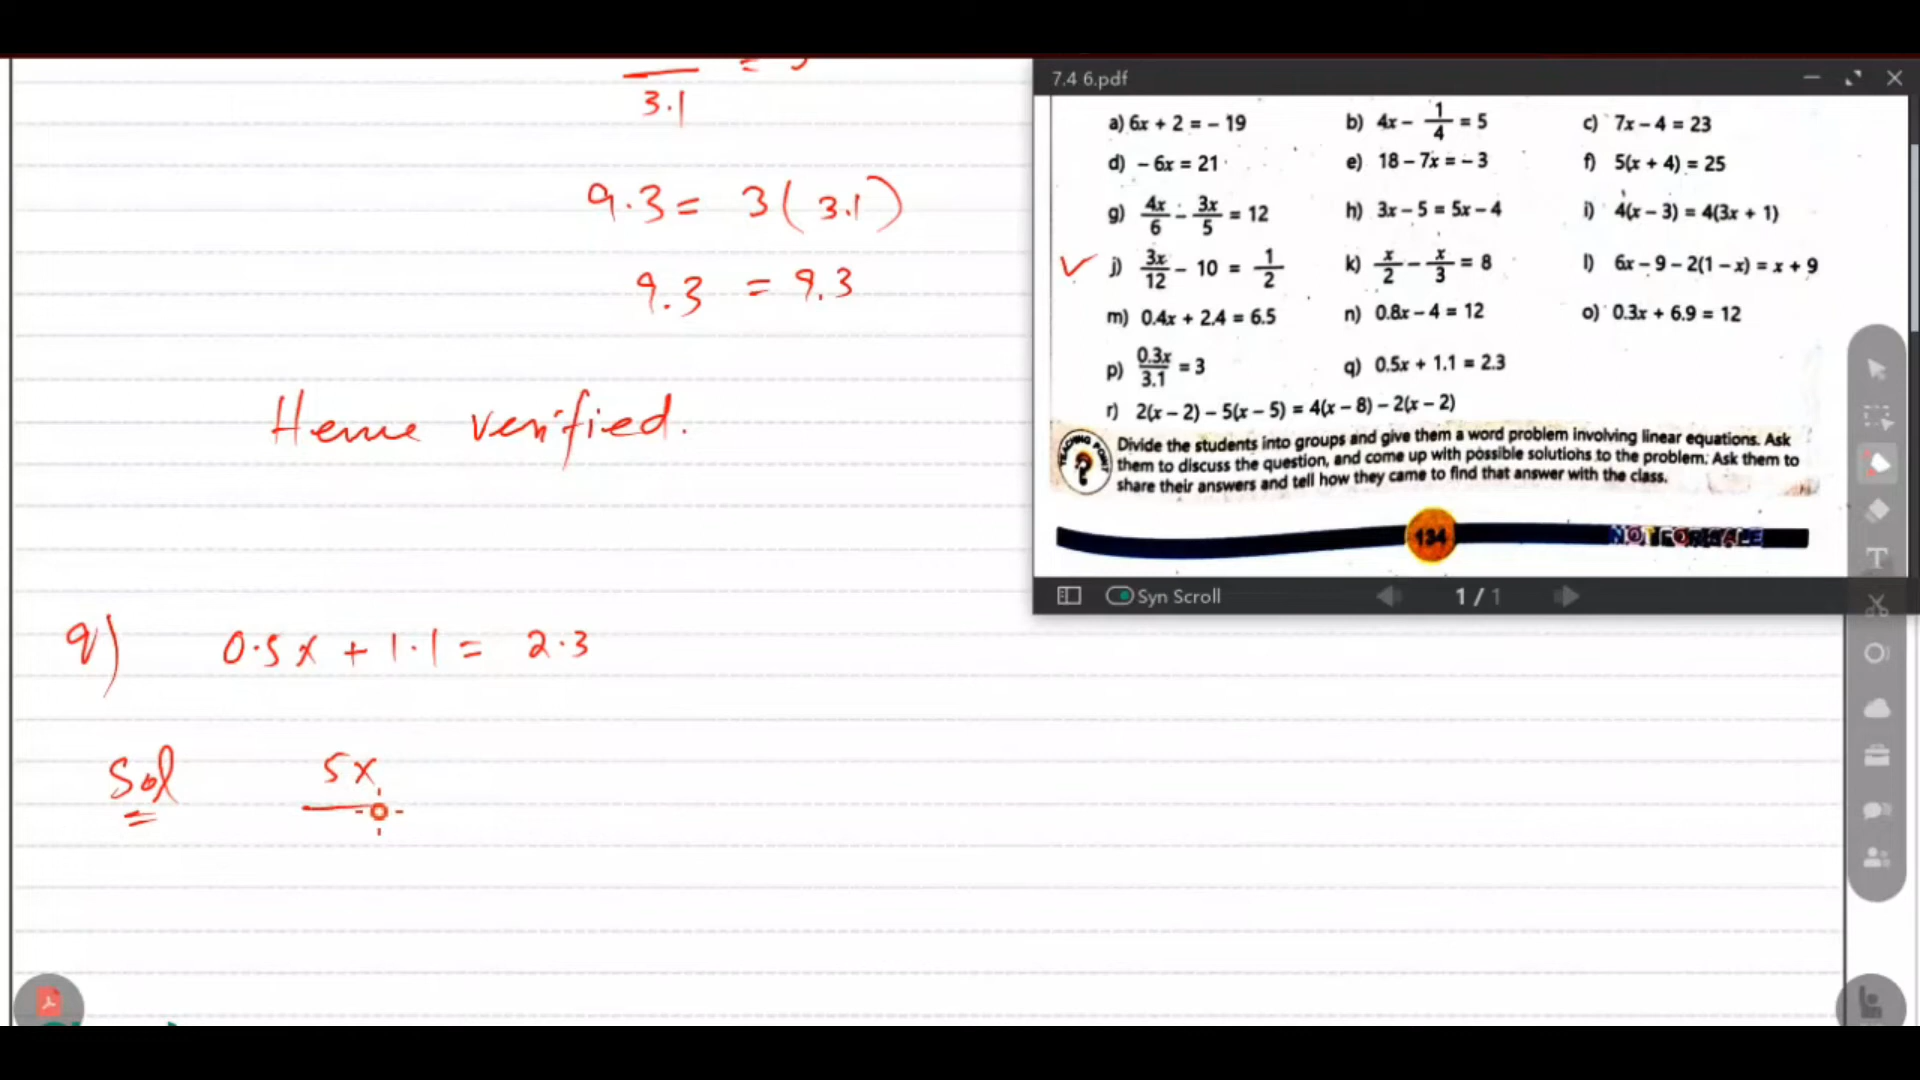 = 3
3.1
9.3 = 3 ( 3.1 )
9.3 = 9.3
Hence verified.
q) 0.5x + 1.1 = 2.3
Sol 5x
7.4 6.pdf
a) 6x + 2 = – 19 b) 4x – 1/4 = 5 c) 7x – 4 = 23
d) – 6x = 21 e) 18 – 7x = – 3 f) 5(x + 4) = 25
g) 4x/6 – 3x/5 = 12 h) 3x – 5 = 5x – 4 i) 4(x – 3) = 4(3x + 1)
j) 3x/12 – 10 = 1/2 k) x/2 – x/3 = 8 l) 6x – 9 – 2(1 – x) = x + 9
m) 0.4x + 2.4 = 6.5 n) 0.8x – 4 = 12 o) 0.3x + 6.9 = 12
p) 0.3x/3.1 = 3 q) 0.5x + 1.1 = 2.3
r) 2(x – 2) – 5(x – 5) = 4(x – 8) – 2(x – 2)
TEACHING POINT
Divide the students into groups and give them a word problem involving linear equations. Ask
them to discuss the question, and come up with possible solutions to the problem. Ask them to
share their answers and tell how they came to find that answer with the class.
134
NOT FOR SALE
Syn Scroll 1 / 1
T